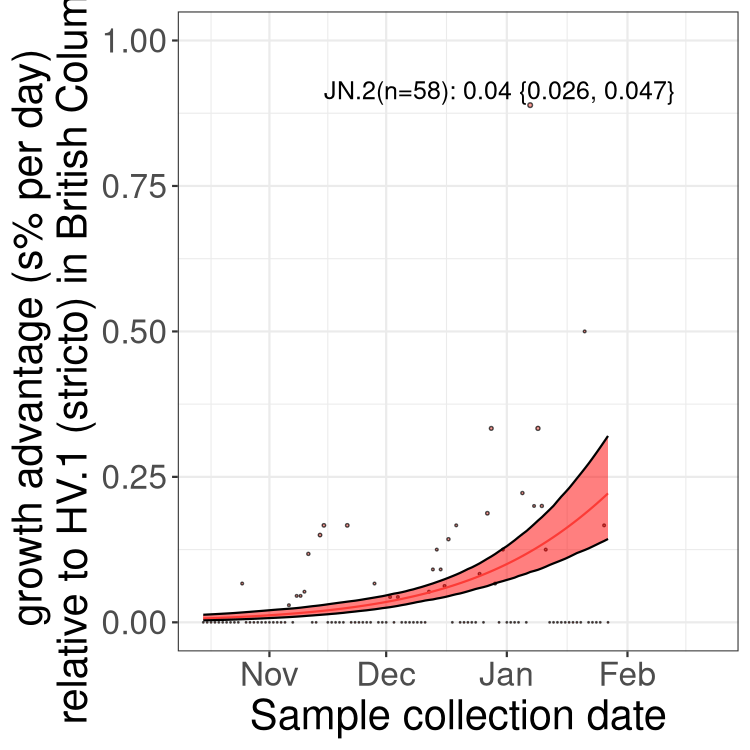 growth advantage (s% per day)
relative to HV.1 (stricto) in British Colum
1.00
0.75
0.50
0.25
0.00
JN.2(n=58): 0.04 {0.026, 0.047}
Nov Dec Jan Feb
Sample collection date